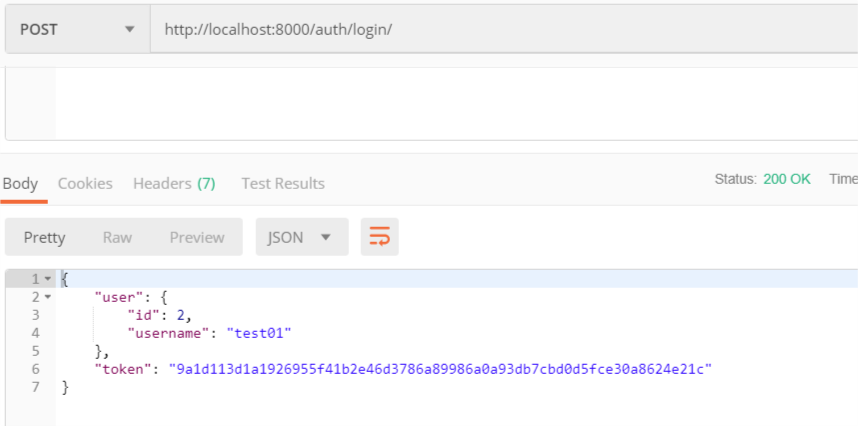 POST http://localhost:8000/auth/login/
Body Cookies Headers (7) Test Results Status: 200 OK Time
Pretty Raw Preview JSON
1 {
2 "user": {
3 "id": 2,
4 "username": "test01"
5 },
6 "token": "9a1d113d1a1926955f41b2e46d3786a89986a0a93db7cbd0d5fce30a8624e21c"
7 }